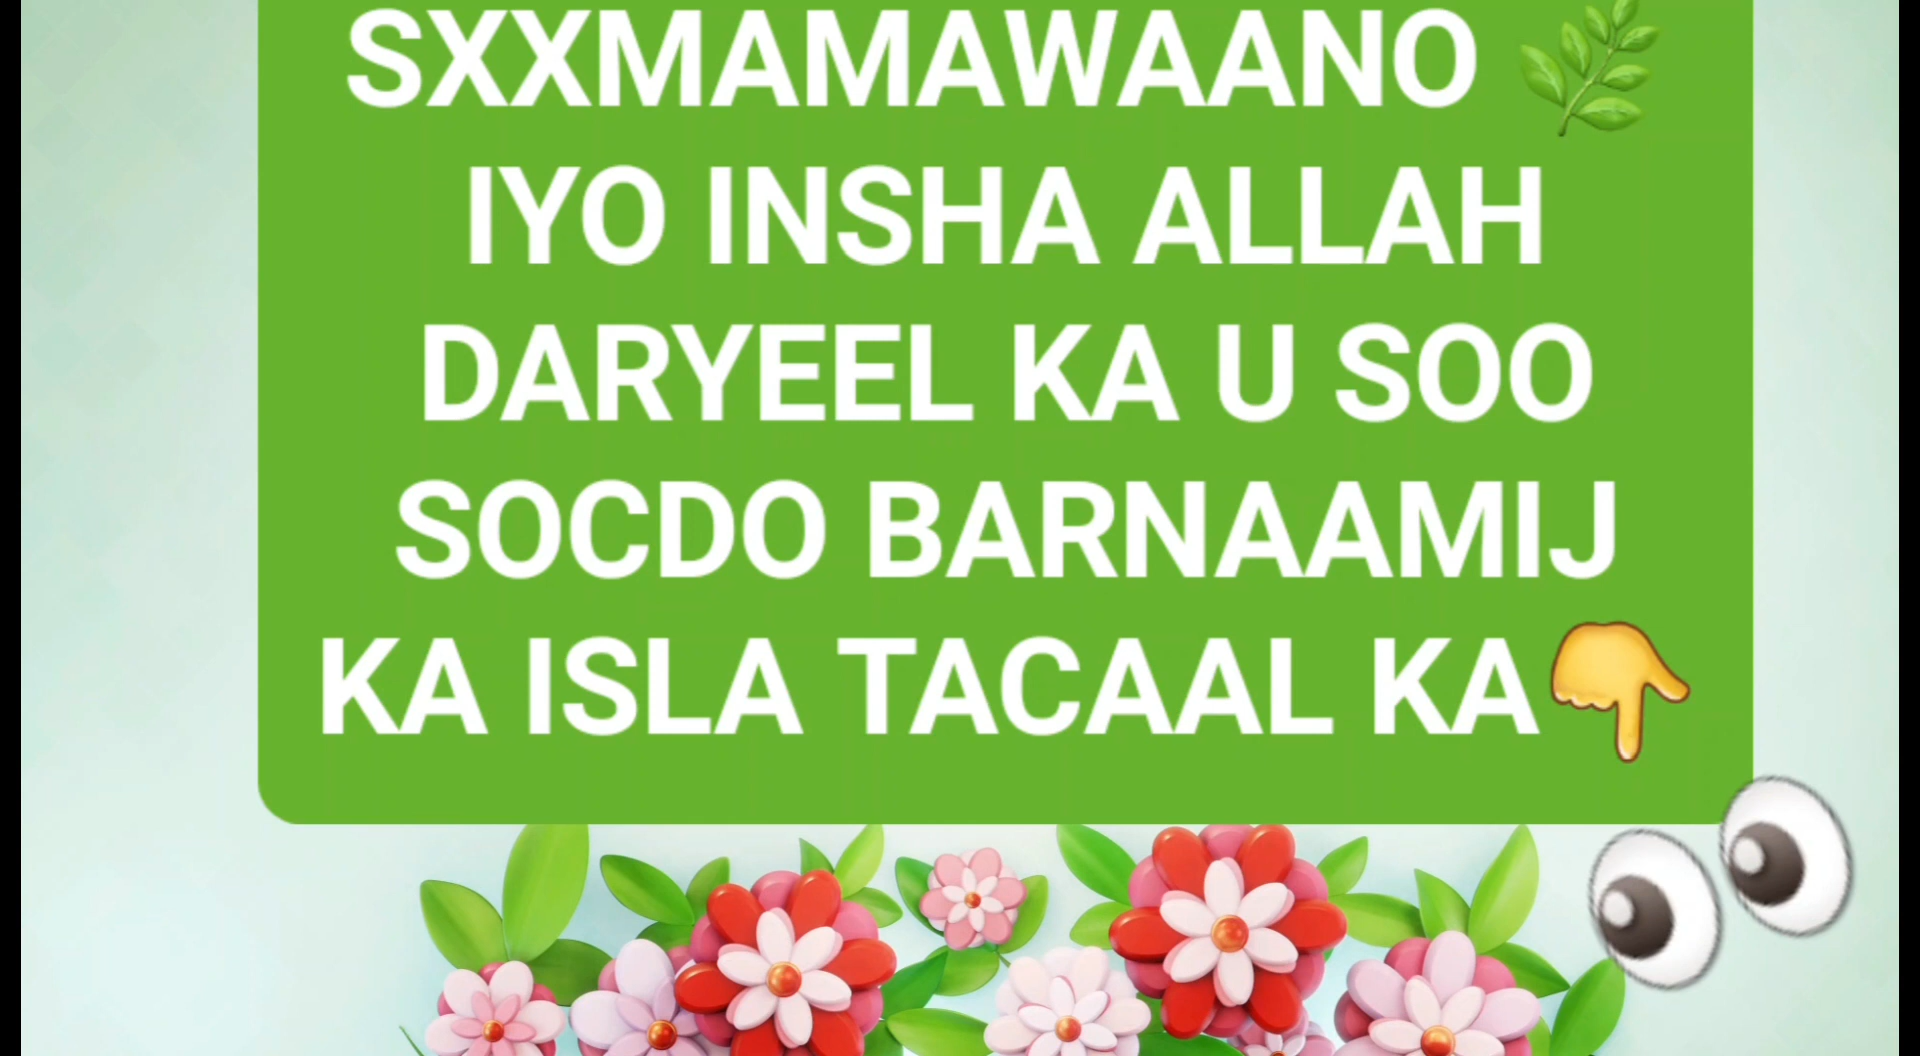 SXXMAMAWAANO 🌿
IYO INSHA ALLAH
DARYEEL KA U SOO
SOCDO BARNAAMIJ
KA ISLA TACAAL KA👇